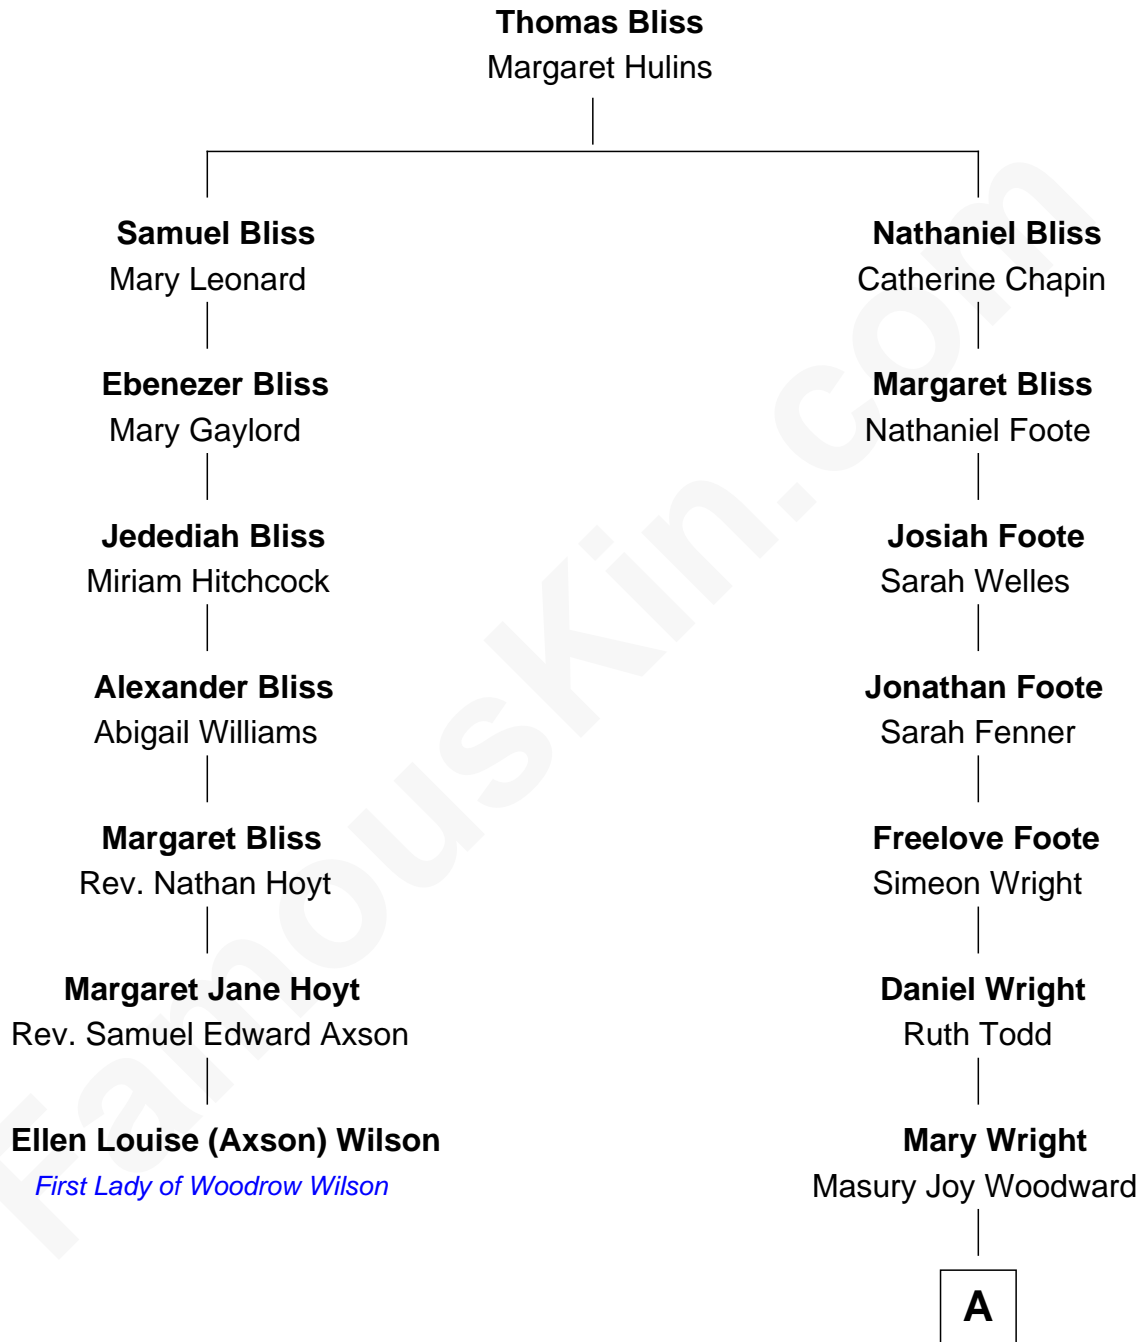 Thomas Bliss
Margaret Hulins
Samuel Bliss
Mary Leonard
Ebenezer Bliss
Mary Gaylord
Jedediah Bliss
Miriam Hitchcock
Alexander Bliss
Abigail Williams
Margaret Bliss
Rev. Nathan Hoyt
Margaret Jane Hoyt
Rev. Samuel Edward Axson
Ellen Louise (Axson) Wilson
First Lady of Woodrow Wilson
Nathaniel Bliss
Catherine Chapin
Margaret Bliss
Nathaniel Foote
Josiah Foote
Sarah Welles
Jonathan Foote
Sarah Fenner
Freelove Foote
Simeon Wright
Daniel Wright
Ruth Todd
Mary Wright
Masury Joy Woodward
A
FamousKin.com